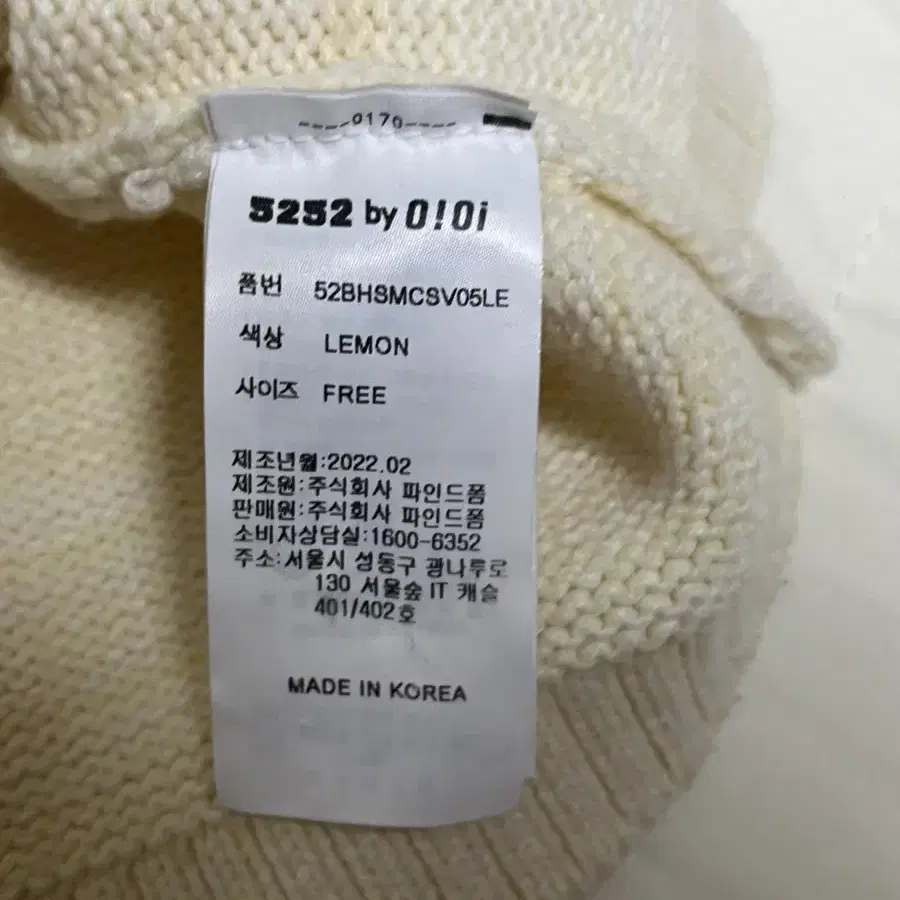 ----0170----
5252 by O!Oi
품번 52BHSMCSV05LE
색상 LEMON
사이즈 FREE
제조년월:2022.02
제조원:주식회사 파인드폼
판매원:주식회사 파인드폼
소비자상담실:1600-6352
주소:서울시 성동구 광나루로
130 서울숲 IT 캐슬
401/402호
MADE IN KOREA